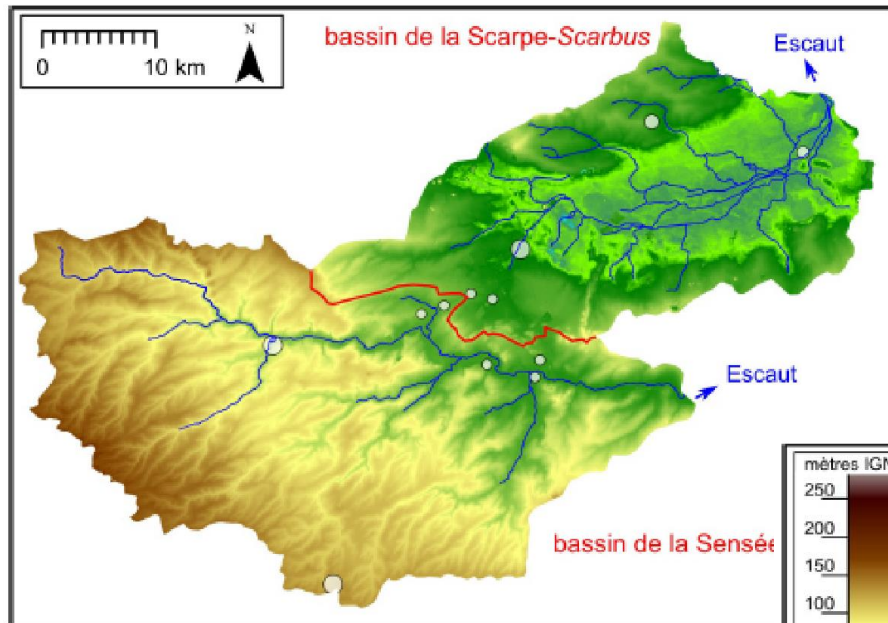 bassin de la Scarpe-Scarbus
N
0 10 km
Escaut
Escaut
bassin de la Sensée
mètres IGN
250
200
150
100